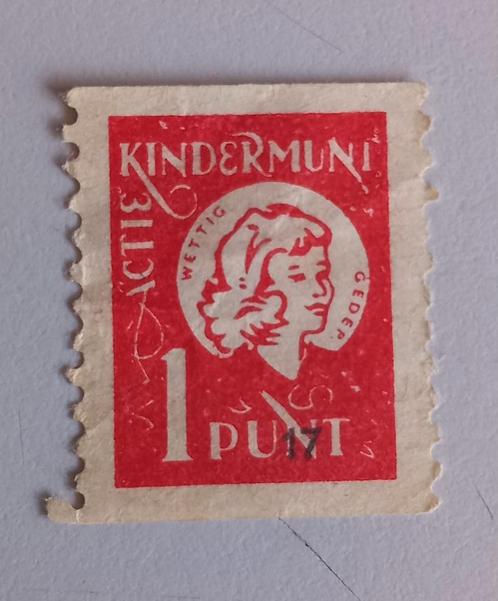 KINDERMUNT
ACTIE
WETTIG
GEDEP.
1 PUNT
17